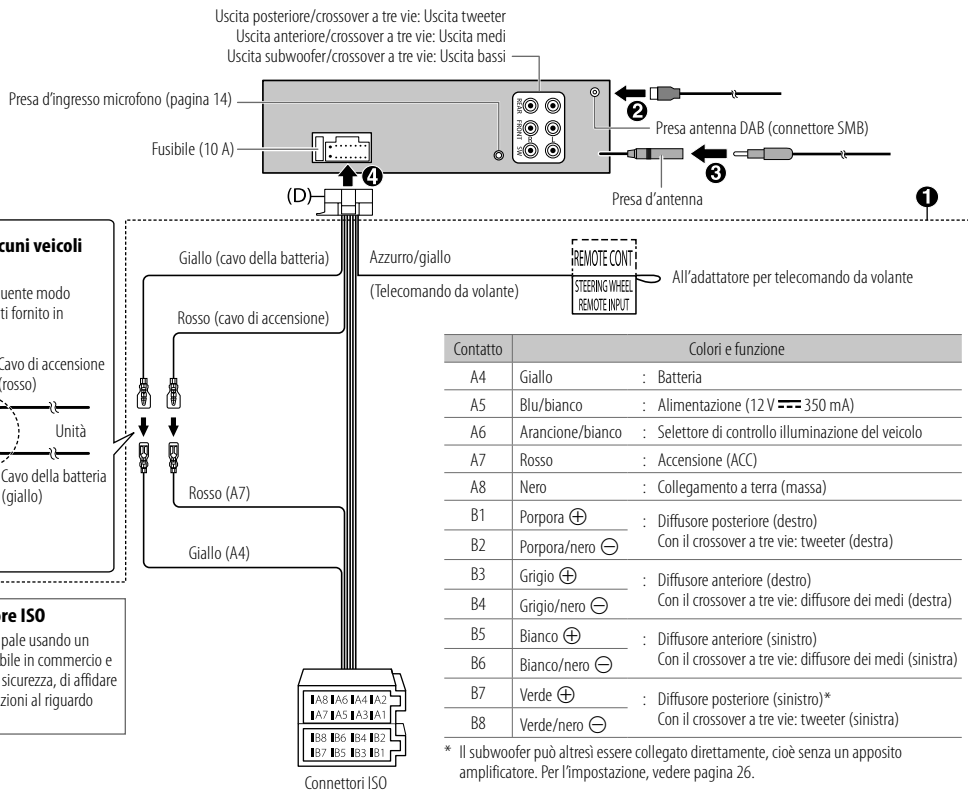 Uscita posteriore/crossover a tre vie: Uscita tweeter
Uscita anteriore/crossover a tre vie: Uscita medi
Uscita subwoofer/crossover a tre vie: Uscita bassi
Presa d'ingresso microfono (pagina 14)
Fusibile (10 A)
REAR
FRONT
SW
2
Presa antenna DAB (connettore SMB)
3
Presa d'antenna
4
(D)
1
cuni veicoli
uente modo
ti fornito in
Cavo di accensione
(rosso)
Unità
Cavo della batteria
(giallo)
Giallo (cavo della batteria)
Rosso (cavo di accensione)
Azzurro/giallo
(Telecomando da volante)
REMOTE CONT
STEERING WHEEL
REMOTE INPUT
All'adattatore per telecomando da volante
Rosso (A7)
Giallo (A4)
re ISO
pale usando un
bile in commercio e
sicurezza, di affidare
zioni al riguardo
A8 A6 A4 A2
A7 A5 A3 A1
B8 B6 B4 B2
B7 B5 B3 B1
Connettori ISO
Contatto Colori e funzione
A4 Giallo : Batteria
A5 Blu/bianco : Alimentazione (12 V ⎓ 350 mA)
A6 Arancione/bianco : Selettore di controllo illuminazione del veicolo
A7 Rosso : Accensione (ACC)
A8 Nero : Collegamento a terra (massa)
B1 Porpora ⊕ : Diffusore posteriore (destro)
B2 Porpora/nero ⊖ Con il crossover a tre vie: tweeter (destra)
B3 Grigio ⊕ : Diffusore anteriore (destro)
B4 Grigio/nero ⊖ Con il crossover a tre vie: diffusore dei medi (destra)
B5 Bianco ⊕ : Diffusore anteriore (sinistro)
B6 Bianco/nero ⊖ Con il crossover a tre vie: diffusore dei medi (sinistra)
B7 Verde ⊕ : Diffusore posteriore (sinistro)*
B8 Verde/nero ⊖ Con il crossover a tre vie: tweeter (sinistra)
* Il subwoofer può altresì essere collegato direttamente, cioè senza un apposito
amplificatore. Per l'impostazione, vedere pagina 26.